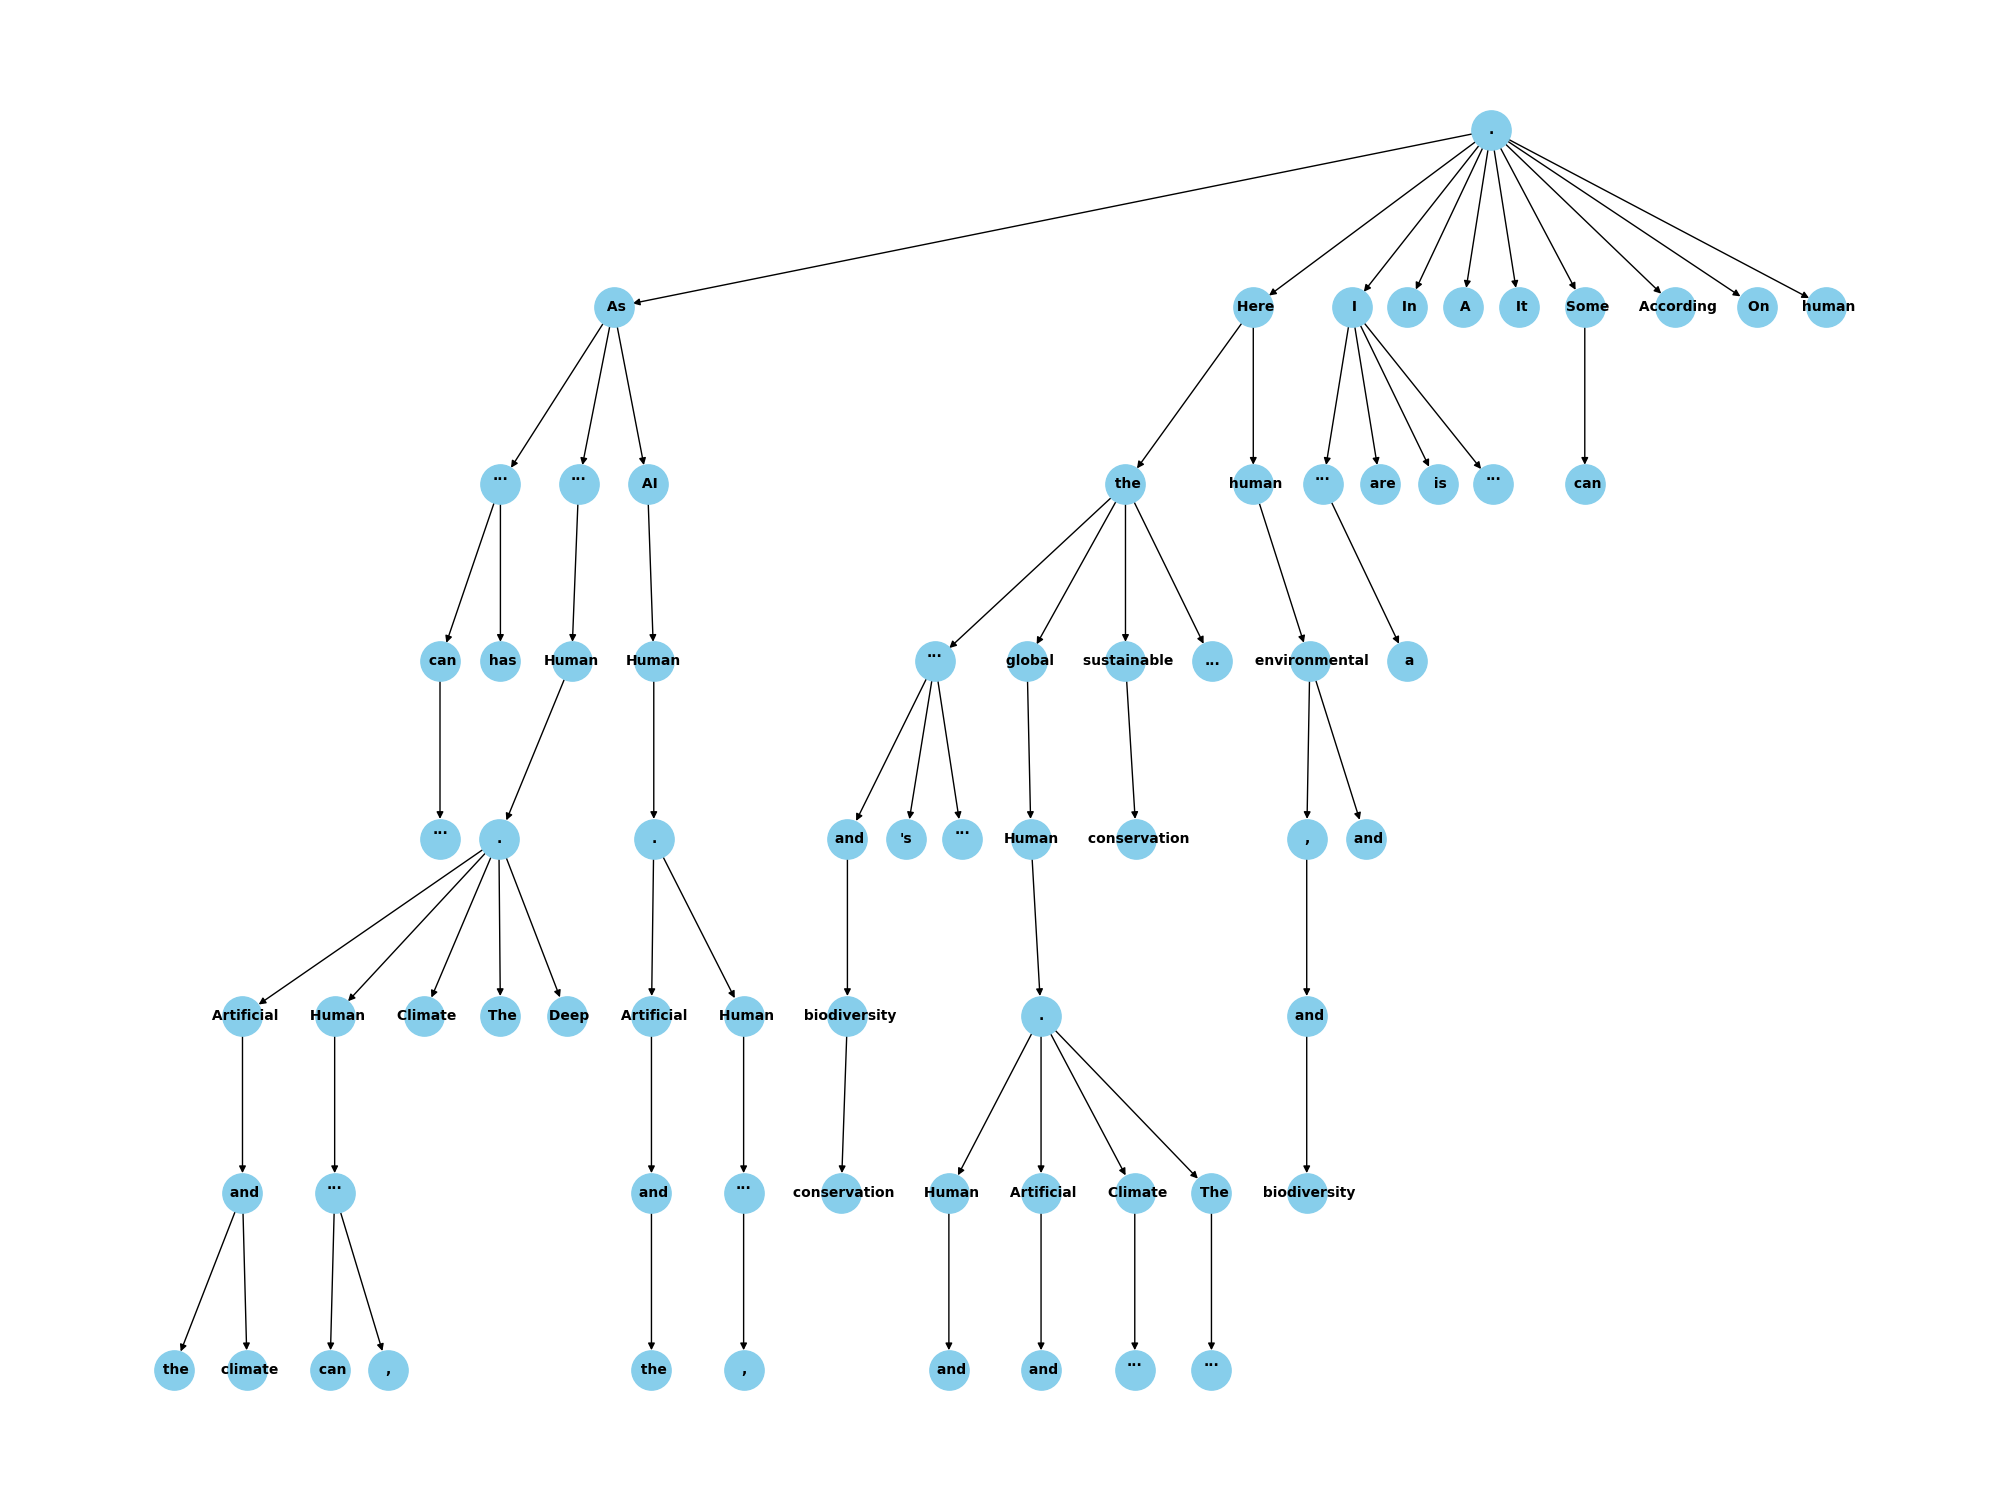 .
As Here I In A It Some According On human
... ... AI the human ... are is ... can
can has Human Human ... global sustainable ... environmental a
... . . and 's ... Human conservation , and
Artificial Human Climate The Deep Artificial Human biodiversity . and
and ... and ... conservation Human Artificial Climate The biodiversity
the climate can , the , and and ... ...